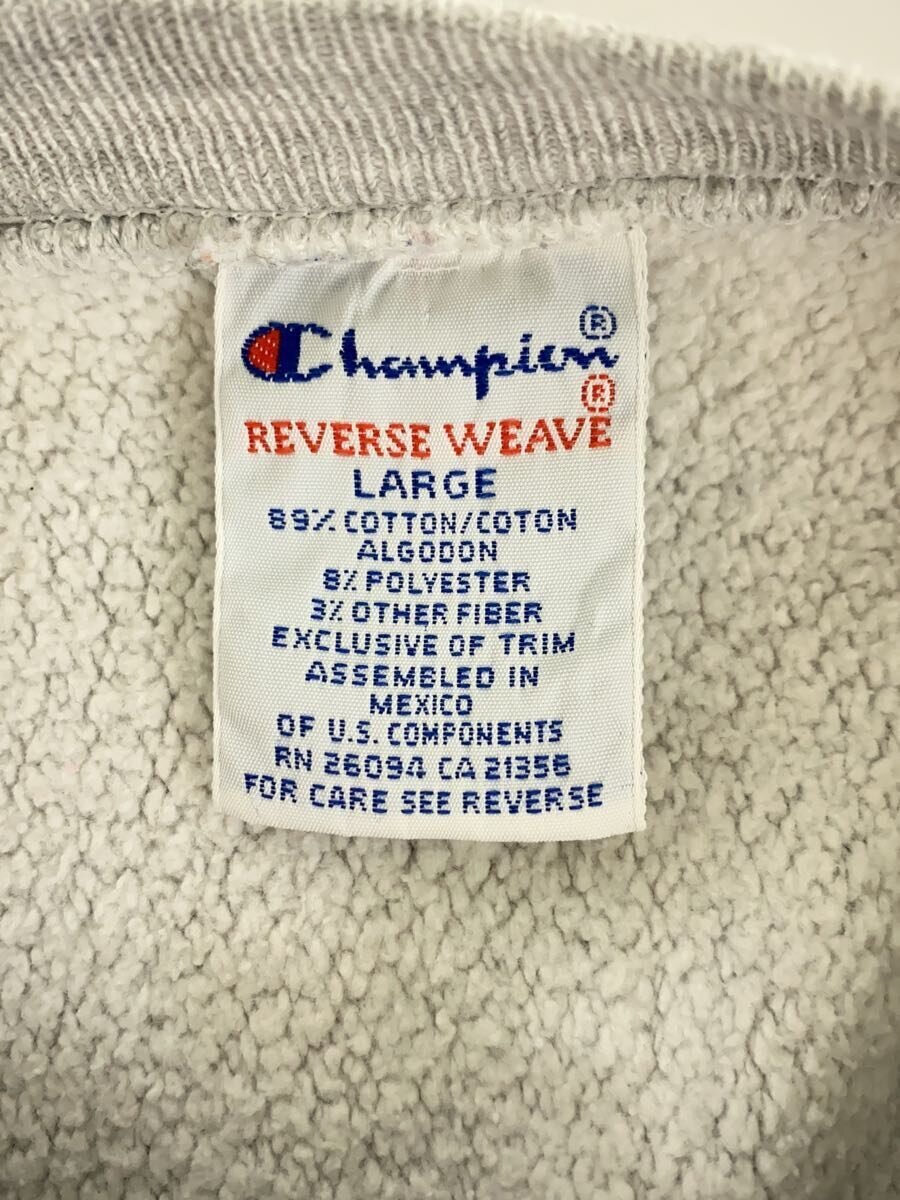 Champion®
REVERSE WEAVE®
LARGE
89% COTTON/COTON
ALGODON
8% POLYESTER
3% OTHER FIBER
EXCLUSIVE OF TRIM
ASSEMBLED IN
MEXICO
OF U.S. COMPONENTS
RN 26094 CA 21356
FOR CARE SEE REVERSE